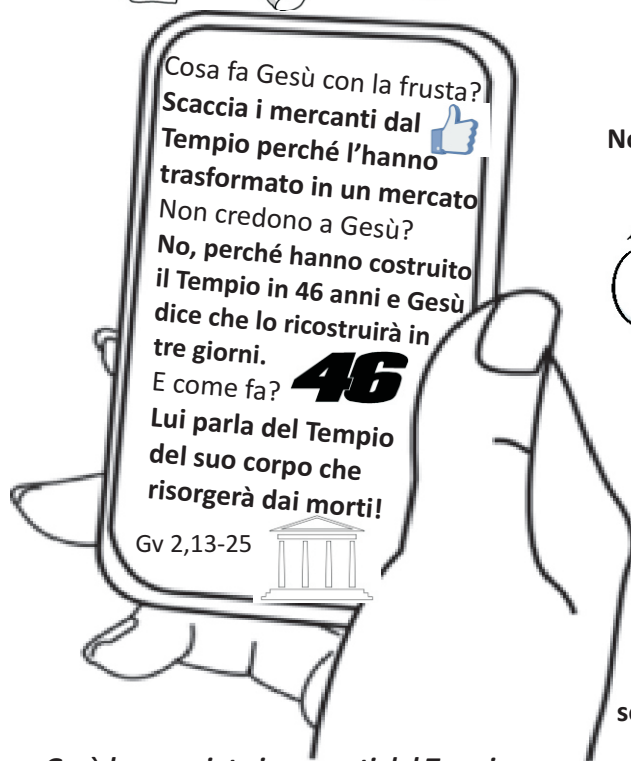 Cosa fa Gesù con la frusta?
Scaccia i mercanti dal
Tempio perché l'hanno
trasformato in un mercato
Non credono a Gesù?
No, perché hanno costruito
il Tempio in 46 anni e Gesù
dice che lo ricostruirà in
tre giorni.
E come fa? 46
Lui parla del Tempio
del suo corpo che
risorgerà dai morti!
Gv 2,13-25